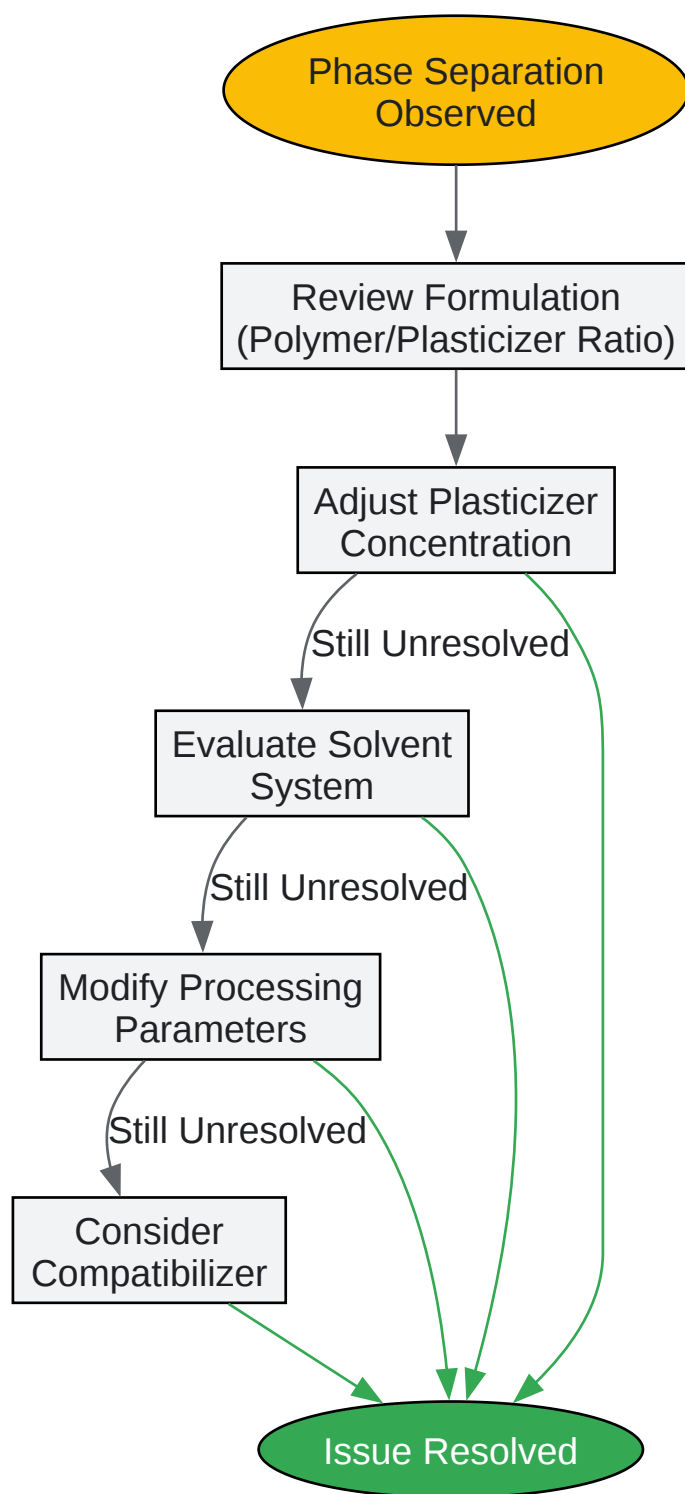 Phase Separation
Observed
Review Formulation
(Polymer/Plasticizer Ratio)
Adjust Plasticizer
Concentration
Still Unresolved
Evaluate Solvent
System
Still Unresolved
Modify Processing
Parameters
Still Unresolved
Consider
Compatibilizer
Issue Resolved